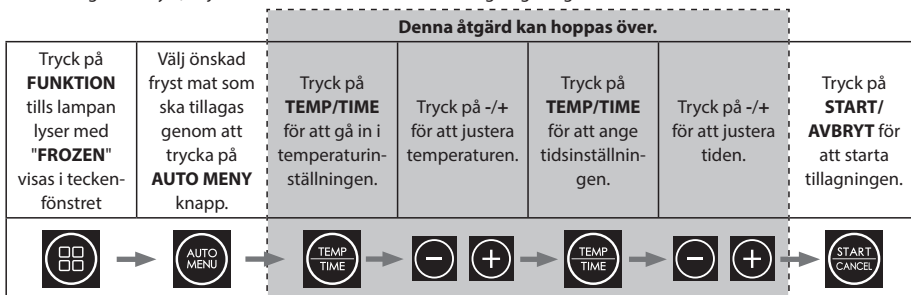 Denna åtgärd kan hoppas över.
Tryck på
FUNKTION
tills lampan
lyser med
"FROZEN"
visas i tecken-
fönstret
Välj önskad
fryst mat som
ska tillagas
genom att
trycka på
AUTO MENY
knapp.
Tryck på
TEMP/TIME
för att gå in i
temperaturin-
ställningen.
Tryck på -/+
för att justera
temperaturen.
Tryck på
TEMP/TIME
för att ange
tidsinställnin-
gen.
Tryck på -/+
för att justera
tiden.
Tryck på
START/
AVBRYT för
att starta
tillagningen.
AUTO
MENU
TEMP
TIME
TEMP
TIME
START
CANCEL